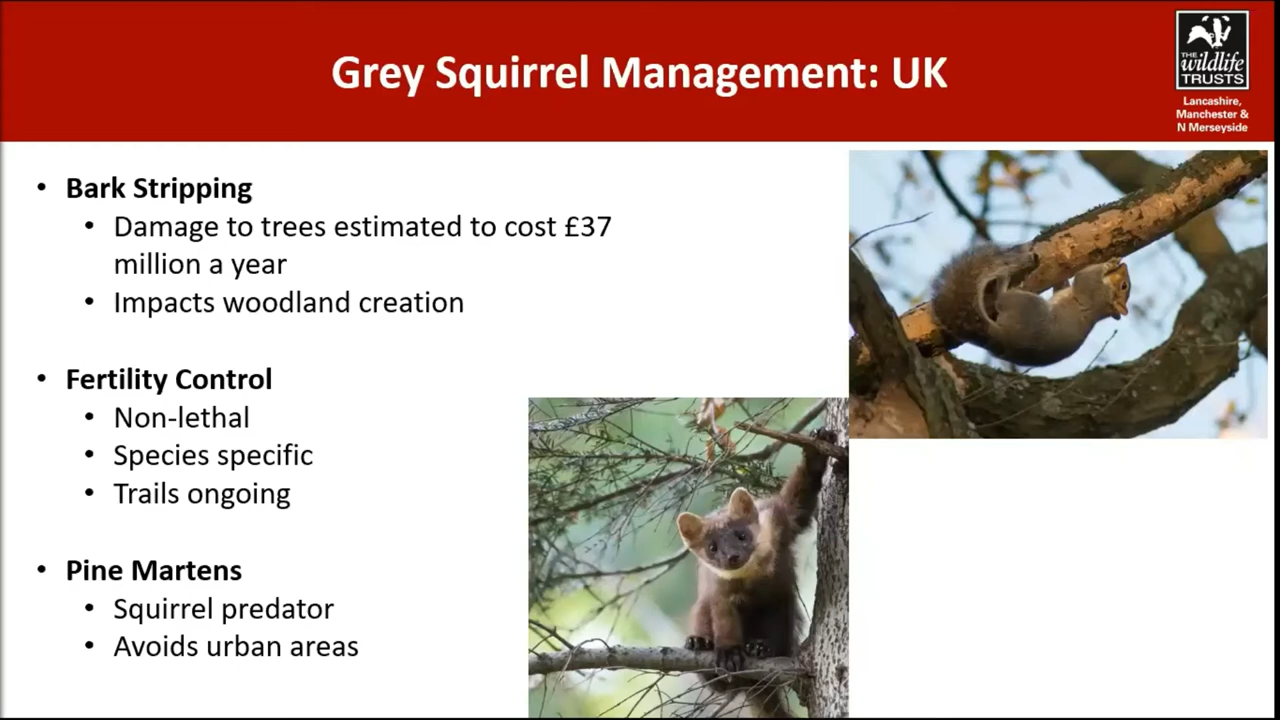 Grey Squirrel Management: UK
THE
wildlife
TRUSTS
Lancashire,
Manchester &
N Merseyside
• Bark Stripping
• Damage to trees estimated to cost £37
million a year
• Impacts woodland creation
• Fertility Control
• Non-lethal
• Species specific
• Trails ongoing
• Pine Martens
• Squirrel predator
• Avoids urban areas